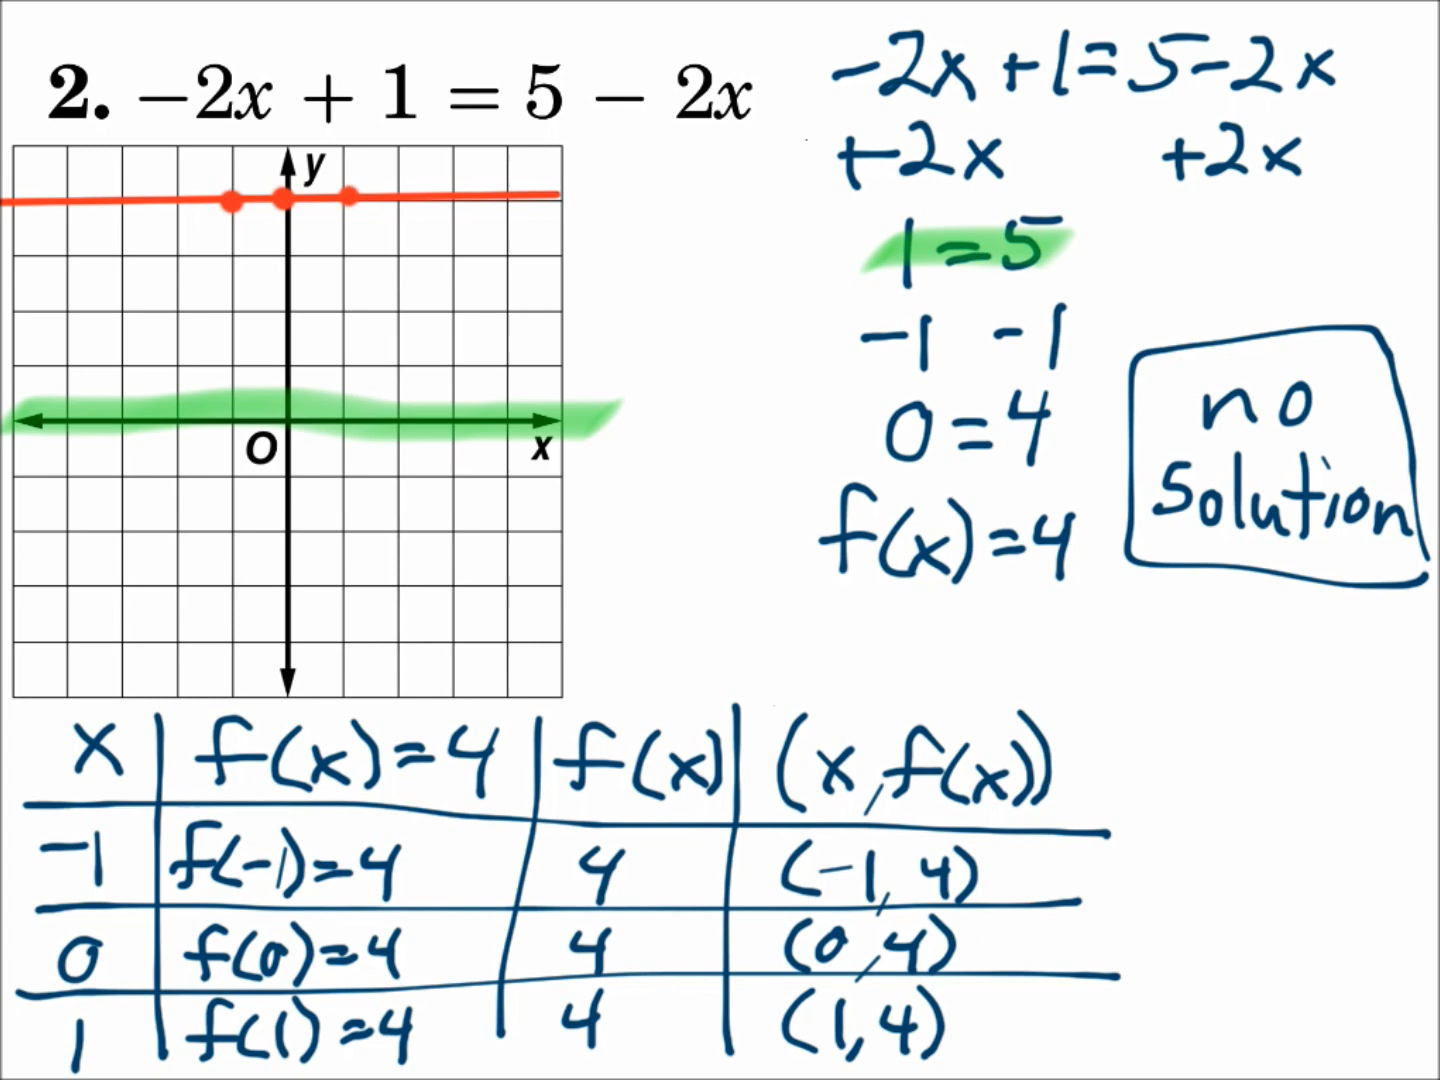 2. −2x + 1 = 5 − 2x
y
O
x
-2x+1=5-2x
+2x +2x
1=5
-1 -1
0=4
f(x)=4
no
solution
x f(x)=4 f(x) (x,f(x))
-1 f(-1)=4 4 (-1,4)
0 f(0)=4 4 (0,4)
1 f(1)=4 4 (1,4)